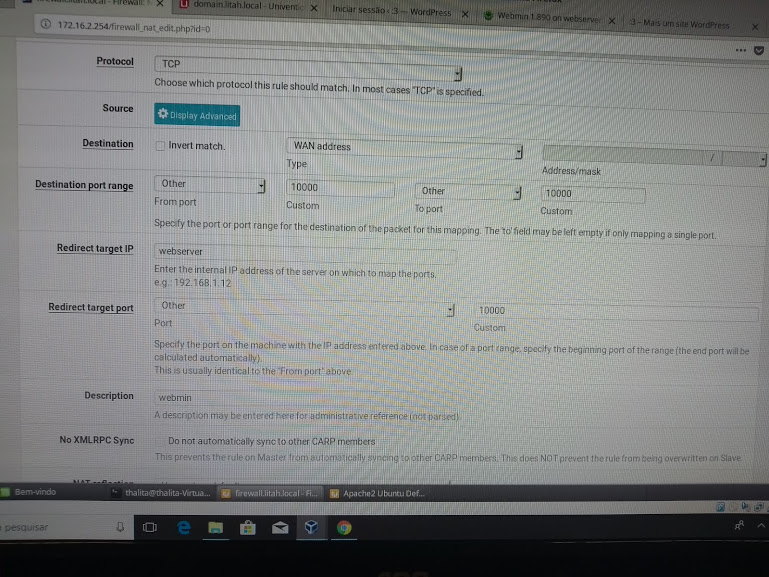 domain.litah.local - Univentio
Iniciar sessão ‹ :3 — WordPress
Webmin 1.890 on webserver
:3 – Mais um site WordPress
172.16.2.254/firewall_nat_edit.php?id=0
Protocol
TCP
Choose which protocol this rule should match. In most cases "TCP" is specified.
Source
Display Advanced
Destination
Invert match.
WAN address
/
Type
Address/mask
Destination port range
Other
10000
Other
10000
From port
Custom
To port
Custom
Specify the port or port range for the destination of the packet for this mapping. The 'to' field may be left empty if only mapping a single port.
Redirect target IP
webserver
Enter the internal IP address of the server on which to map the ports.
e.g.: 192.168.1.12
Redirect target port
Other
10000
Port
Custom
Specify the port on the machine with the IP address entered above. In case of a port range, specify the beginning port of the range (the end port will be
calculated automatically).
This is usually identical to the "From port" above.
Description
webmin
A description may be entered here for administrative reference (not parsed).
No XMLRPC Sync
Do not automatically sync to other CARP members
This prevents the rule on Master from automatically syncing to other CARP members. This does NOT prevent the rule from being overwritten on Slave.
NAT reflection
Bem-vindo
thalita@thalita-Virtua...
firewall.litah.local - Fi...
Apache2 Ubuntu Def...
pesquisar